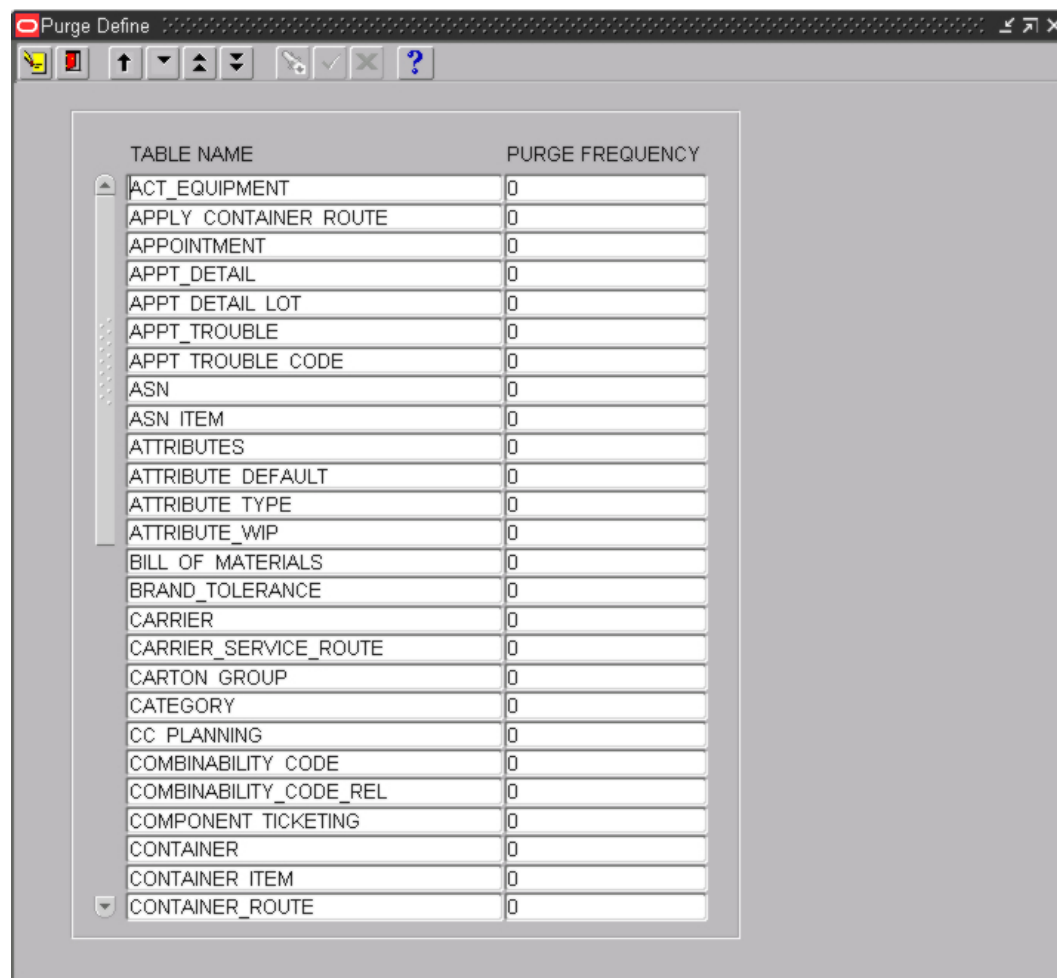 Purge Define
TABLE NAME PURGE FREQUENCY
ACT_EQUIPMENT 0
APPLY_CONTAINER_ROUTE 0
APPOINTMENT 0
APPT_DETAIL 0
APPT_DETAIL_LOT 0
APPT_TROUBLE 0
APPT_TROUBLE_CODE 0
ASN 0
ASN_ITEM 0
ATTRIBUTES 0
ATTRIBUTE_DEFAULT 0
ATTRIBUTE_TYPE 0
ATTRIBUTE_WIP 0
BILL_OF_MATERIALS 0
BRAND_TOLERANCE 0
CARRIER 0
CARRIER_SERVICE_ROUTE 0
CARTON_GROUP 0
CATEGORY 0
CC_PLANNING 0
COMBINABILITY_CODE 0
COMBINABILITY_CODE_REL 0
COMPONENT_TICKETING 0
CONTAINER 0
CONTAINER_ITEM 0
CONTAINER_ROUTE 0